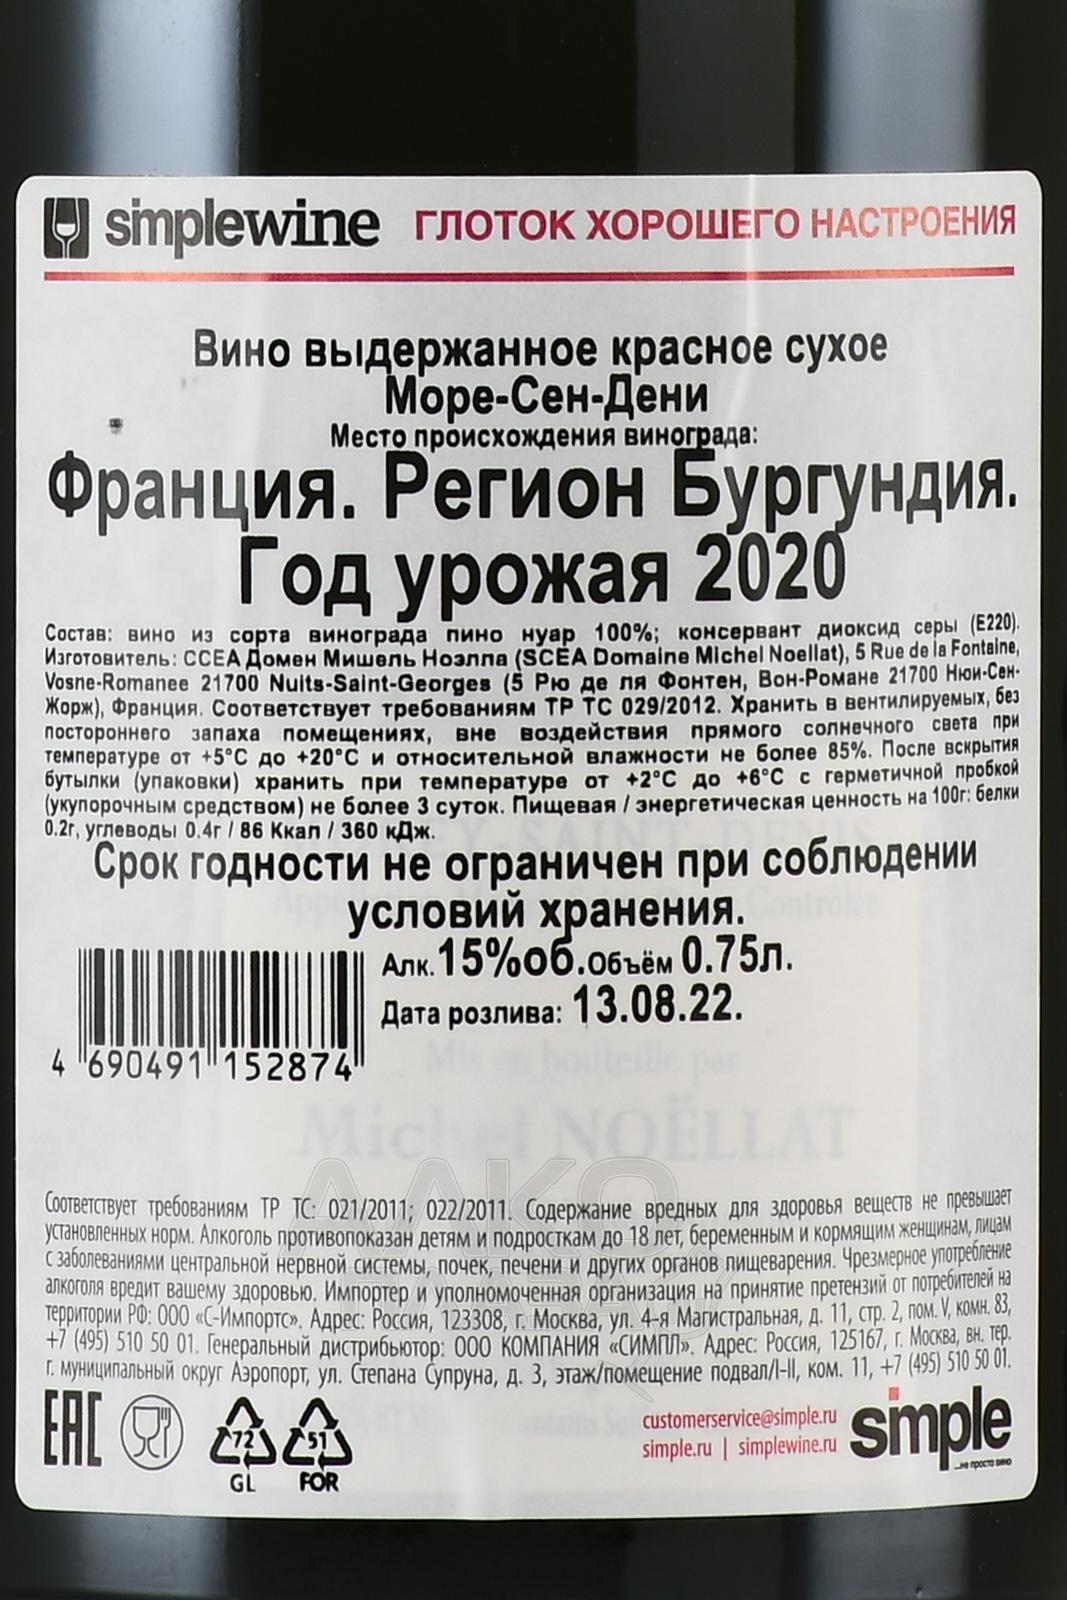 simplewine ГЛОТОК ХОРОШЕГО НАСТРОЕНИЯ
Вино выдержанное красное сухое
Море-Сен-Дени
Место происхождения винограда:
Франция. Регион Бургундия.
Год урожая 2020
Состав: вино из сорта винограда пино нуар 100%; консервант диоксид серы (E220).
Изготовитель: ССЕА Домен Мишель Ноэлла (SCEA Domaine Michel Noellat), 5 Rue de la Fontaine,
Vosne-Romanee 21700 Nuits-Saint-Georges (5 Рю де ля Фонтен, Вон-Романе 21700 Нюи-Сен-
Жорж), Франция. Соответствует требованиям ТР ТС 029/2012. Хранить в вентилируемых, без
постороннего запаха помещениях, вне воздействия прямого солнечного света при
температуре от +5°С до +20°С и относительной влажности не более 85%. После вскрытия
бутылки (упаковки) хранить при температуре от +2°С до +6°С с герметичной пробкой
(укупорочным средством) не более 3 суток. Пищевая / энергетическая ценность на 100г: белки
0.2г, углеводы 0.4г / 86 Ккал / 360 кДж.
Срок годности не ограничен при соблюдении
условий хранения.
Алк.15%об.Объём 0.75л.
Дата розлива: 13.08.22.
4 690491 152874
Mis en bouteille par
Michel NOËLLAT
АЛКО
Соответствует требованиям ТР ТС: 021/2011; 022/2011. Содержание вредных для здоровья веществ не превышает
установленных норм. Алкоголь противопоказан детям и подросткам до 18 лет, беременным и кормящим женщинам, лицам
с заболеваниями центральной нервной системы, почек, печени и других органов пищеварения. Чрезмерное употребление
алкоголя вредит вашему здоровью. Импортер и уполномоченная организация на принятие претензий от потребителей на
территории РФ: ООО «С-Импортс». Адрес: Россия, 123308, г. Москва, ул. 4-я Магистральная, д. 11, стр. 2, пом. V, комн. 83,
+7 (495) 510 50 01. Генеральный дистрибьютор: ООО КОМПАНИЯ «СИМПЛ». Адрес: Россия, 125167, г. Москва, вн. тер.
г. муниципальный округ Аэропорт, ул. Степана Супруна, д. 3, этаж/помещение подвал/I-II, ком. 11, +7 (495) 510 50 01.
EAC
72
GL
51
FOR
customerservice@simple.ru
simple.ru | simplewine.ru
simple
...не просто вино